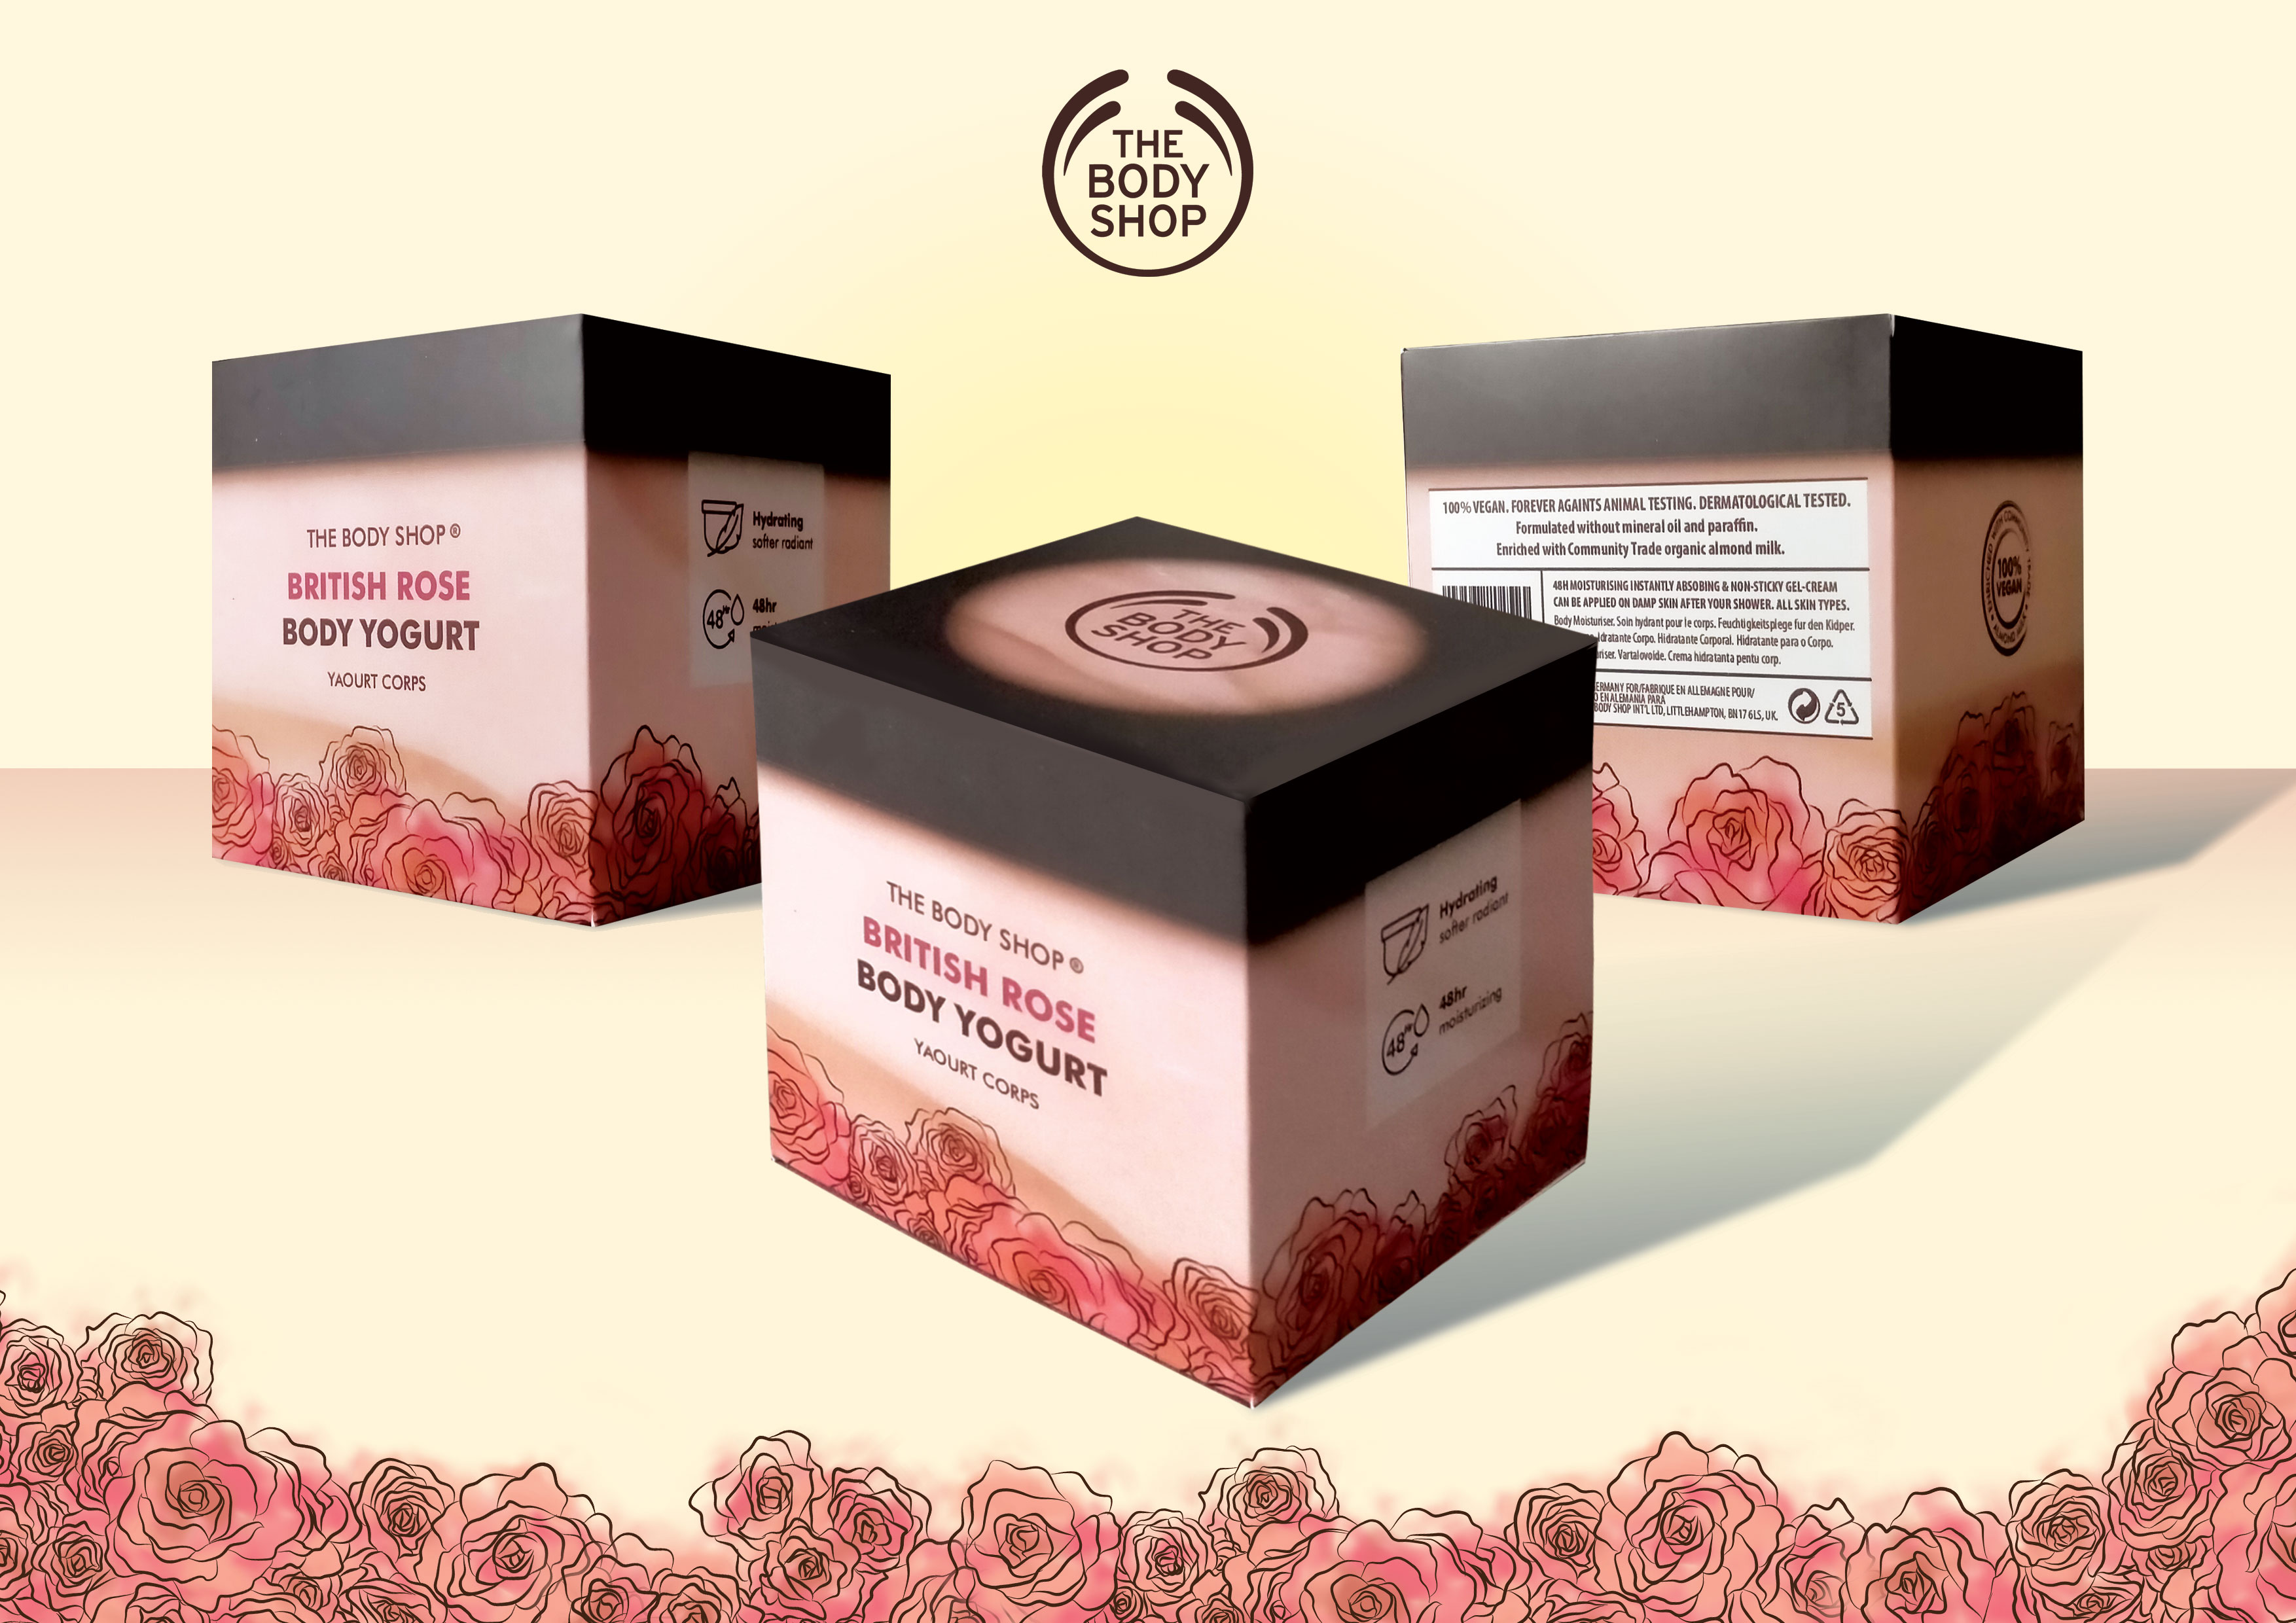 THE
BODY
SHOP
THE BODY SHOP®
BRITISH ROSE
BODY YOGURT
YAOURT CORPS
Hydrating
softer radiant
48hr
48hr
100% VEGAN. FOREVER AGAINTS ANIMAL TESTING. DERMATOLOGICAL TESTED.
Formulated without mineral oil and paraffin.
Enriched with Community Trade organic almond milk.
48H MOISTURISING INSTANTLY ABSOBING & NON-STICKY GEL-CREAM
CAN BE APPLIED ON DAMP SKIN AFTER YOUR SHOWER. ALL SKIN TYPES.
Body Moisturiser. Soin hydrant pour le corps. Feuchtigkeitsplege fur den Kidper.
Idratante Corpo. Hidratante Corporal. Hidratante para o Corpo.
Vartalovoide. Crema hidratanta pentu corp.
FOR/FABRIQUE EN ALLEMAGNE POUR/
EN ALEMANIA PARA
BODY SHOP INT'L LTD, LITTLEHAMPTON, BN17 6LS, UK.
5
100%
VEGAN
THE
BODY
SHOP
THE BODY SHOP®
BRITISH ROSE
BODY YOGURT
YAOURT CORPS
Hydrating
softer radiant
48hr
48hr
moisturizing